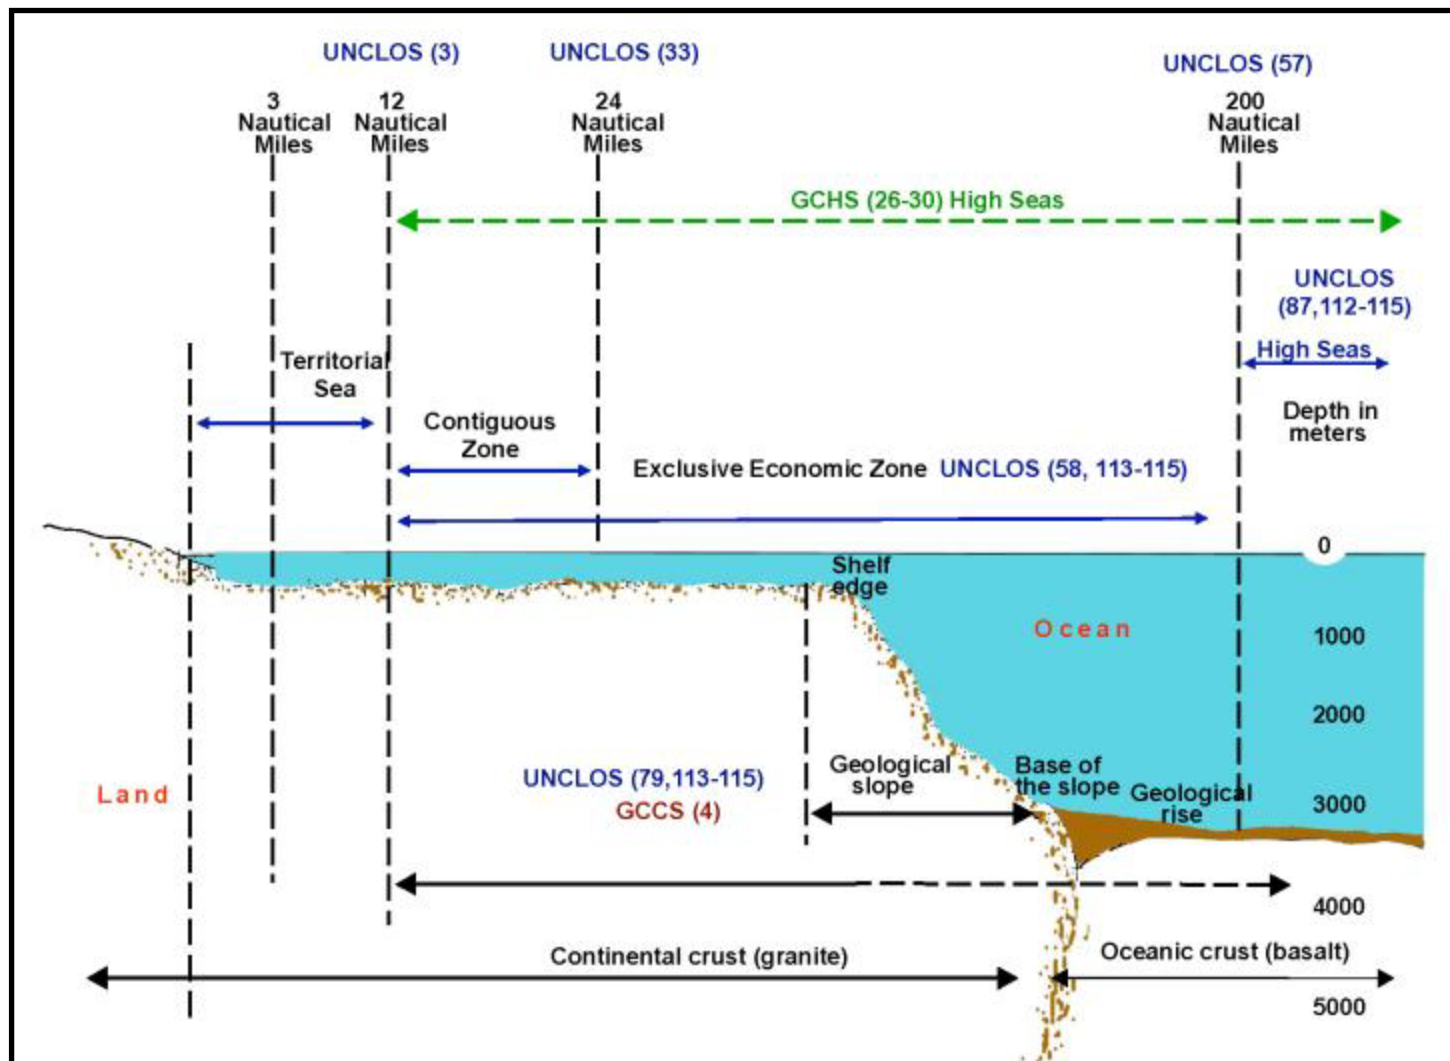 UNCLOS (3)
UNCLOS (33)
UNCLOS (57)
3
Nautical
Miles
12
Nautical
Miles
24
Nautical
Miles
200
Nautical
Miles
GCHS (26-30) High Seas
UNCLOS
(87,112-115)
High Seas
Territorial
Sea
Contiguous
Zone
Depth in
meters
Exclusive Economic Zone UNCLOS (58, 113-115)
0
Shelf
edge
Ocean
1000
2000
Land
UNCLOS (79,113-115)
GCCS (4)
Geological
slope
Base of
the slope
Geological
rise
3000
4000
Continental crust (granite)
Oceanic crust (basalt)
5000